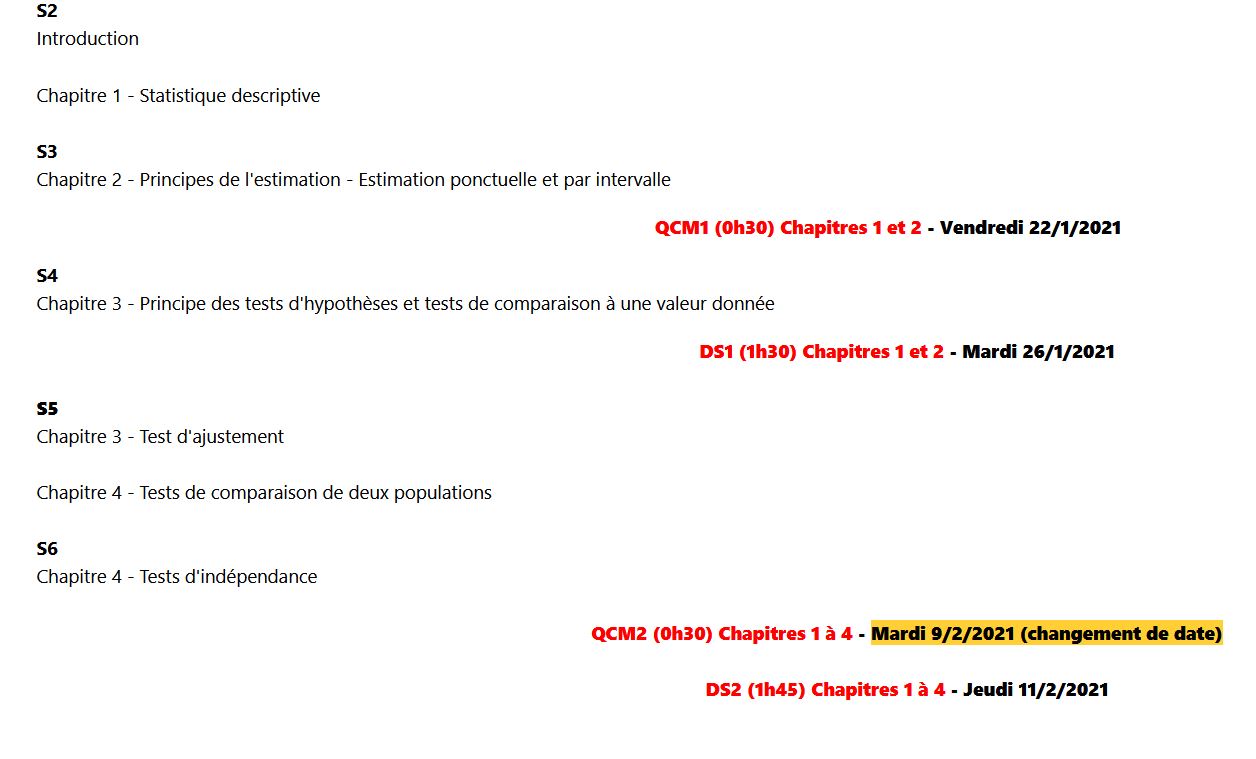 S2
Introduction
Chapitre 1 - Statistique descriptive
S3
Chapitre 2 - Principes de l'estimation - Estimation ponctuelle et par intervalle
QCM1 (0h30) Chapitres 1 et 2 - Vendredi 22/1/2021
S4
Chapitre 3 - Principe des tests d'hypothèses et tests de comparaison à une valeur donnée
DS1 (1h30) Chapitres 1 et 2 - Mardi 26/1/2021
S5
Chapitre 3 - Test d'ajustement
Chapitre 4 - Tests de comparaison de deux populations
S6
Chapitre 4 - Tests d'indépendance
QCM2 (0h30) Chapitres 1 à 4 - Mardi 9/2/2021 (changement de date)
DS2 (1h45) Chapitres 1 à 4 - Jeudi 11/2/2021